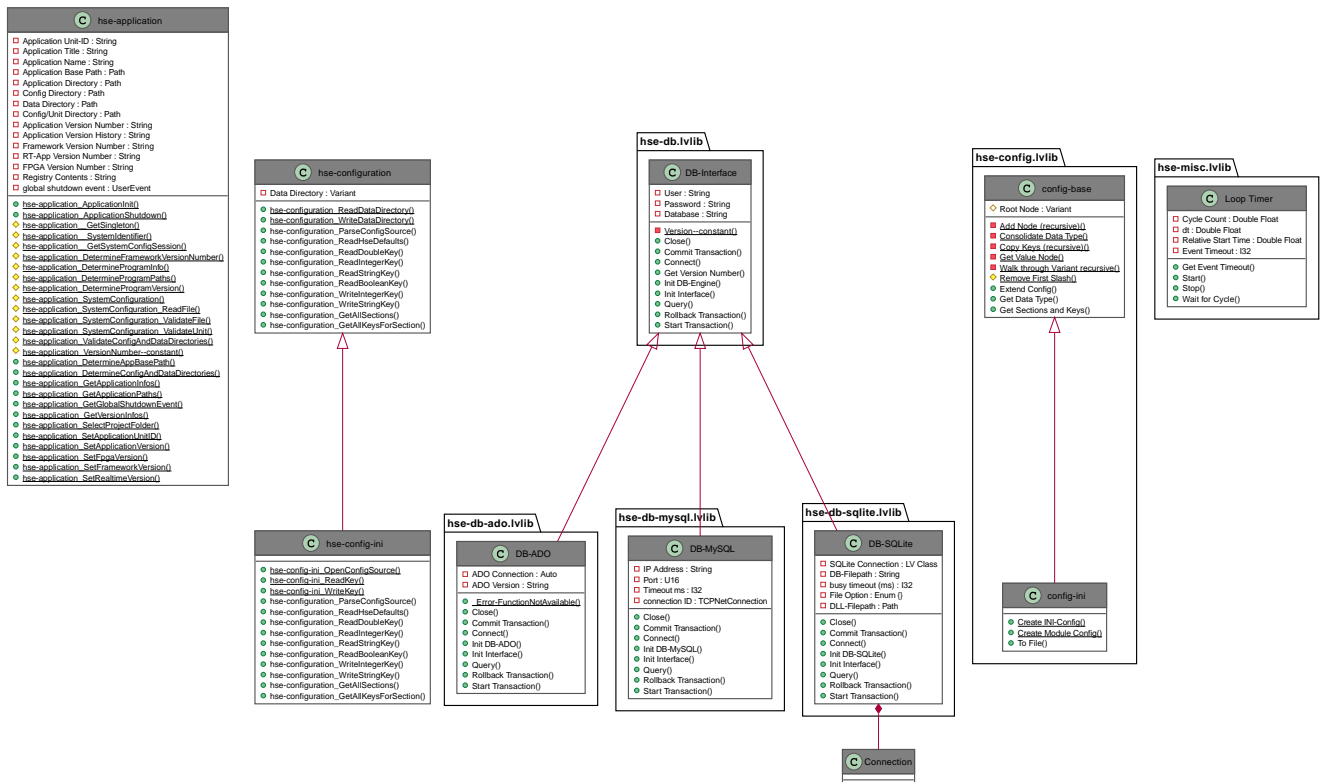 C hse-application
Application Unit-ID : String
Application Title : String
Application Name : String
Application Base Path : Path
Application Directory : Path
Config Directory : Path
Data Directory : Path
Config/Unit Directory : Path
Application Version Number : String
Application Version History : String
Framework Version Number : String
RT-App Version Number : String
FPGA Version Number : String
Registry Contents : String
global shutdown event : UserEvent
hse-application_ApplicationInit()
hse-application_ApplicationShutdown()
hse-application__GetSingleton()
hse-application__SystemIdentifier()
hse-application__GetSystemConfigSession()
hse-application_DetermineFrameworkVersionNumber()
hse-application_DetermineProgramInfo()
hse-application_DetermineProgramPaths()
hse-application_DetermineProgramVersion()
hse-application_SystemConfiguration()
hse-application_SystemConfiguration_ReadFile()
hse-application_SystemConfiguration_ValidateFile()
hse-application_SystemConfiguration_ValidateUnit()
hse-application_ValidateConfigAndDataDirectories()
hse-application_VersionNumber--constant()
hse-application_DetermineAppBasePath()
hse-application_DetermineConfigAndDataDirectories()
hse-application_GetApplicationInfos()
hse-application_GetApplicationPaths()
hse-application_GetGlobalShutdownEvent()
hse-application_GetVersionInfos()
hse-application_SelectProjectFolder()
hse-application_SetApplicationUnitID()
hse-application_SetApplicationVersion()
hse-application_SetFpgaVersion()
hse-application_SetFrameworkVersion()
hse-application_SetRealtimeVersion()
C hse-configuration
Data Directory : Variant
hse-configuration_ReadDataDirectory()
hse-configuration_WriteDataDirectory()
hse-configuration_ParseConfigSource()
hse-configuration_ReadHseDefaults()
hse-configuration_ReadDoubleKey()
hse-configuration_ReadIntegerKey()
hse-configuration_ReadStringKey()
hse-configuration_ReadBooleanKey()
hse-configuration_WriteIntegerKey()
hse-configuration_WriteStringKey()
hse-configuration_GetAllSections()
hse-configuration_GetAllKeysForSection()
hse-db.lvlib
C DB-Interface
User : String
Password : String
Database : String
Version--constant()
Close()
Commit Transaction()
Connect()
Get Version Number()
Init DB-Engine()
Init Interface()
Query()
Rollback Transaction()
Start Transaction()
hse-config.lvlib
C config-base
Root Node : Variant
Add Node (recursive)()
Consolidate Data Type()
Copy Keys (recursive)()
Get Value Node()
Walk through Variant recursive()
Remove First Slash()
Extend Config()
Get Data Type()
Get Sections and Keys()
hse-misc.lvlib
C Loop Timer
Cycle Count : Double Float
dt : Double Float
Relative Start Time : Double Float
Event Timeout : I32
Get Event Timeout()
Start()
Stop()
Wait for Cycle()
C hse-config-ini
hse-config-ini_OpenConfigSource()
hse-config-ini_ReadKey()
hse-config-ini_WriteKey()
hse-configuration_ParseConfigSource()
hse-configuration_ReadHseDefaults()
hse-configuration_ReadDoubleKey()
hse-configuration_ReadIntegerKey()
hse-configuration_ReadStringKey()
hse-configuration_ReadBooleanKey()
hse-configuration_WriteIntegerKey()
hse-configuration_WriteStringKey()
hse-configuration_GetAllSections()
hse-configuration_GetAllKeysForSection()
hse-db-ado.lvlib
C DB-ADO
ADO Connection : Auto
ADO Version : String
_Error-FunctionNotAvailable()
Close()
Commit Transaction()
Connect()
Init DB-ADO()
Init Interface()
Query()
Rollback Transaction()
Start Transaction()
hse-db-mysql.lvlib
C DB-MySQL
IP Address : String
Port : U16
Timeout ms : I32
connection ID : TCPNetConnection
Close()
Commit Transaction()
Connect()
Init DB-MySQL()
Init Interface()
Query()
Rollback Transaction()
Start Transaction()
hse-db-sqlite.lvlib
C DB-SQLite
SQLite Connection : LV Class
DB-Filepath : String
busy timeout (ms) : I32
File Option : Enum {}
DLL-Filepath : Path
Close()
Commit Transaction()
Connect()
Init DB-SQLite()
Init Interface()
Query()
Rollback Transaction()
Start Transaction()
C config-ini
Create INI-Config()
Create Module Config()
To File()
C Connection